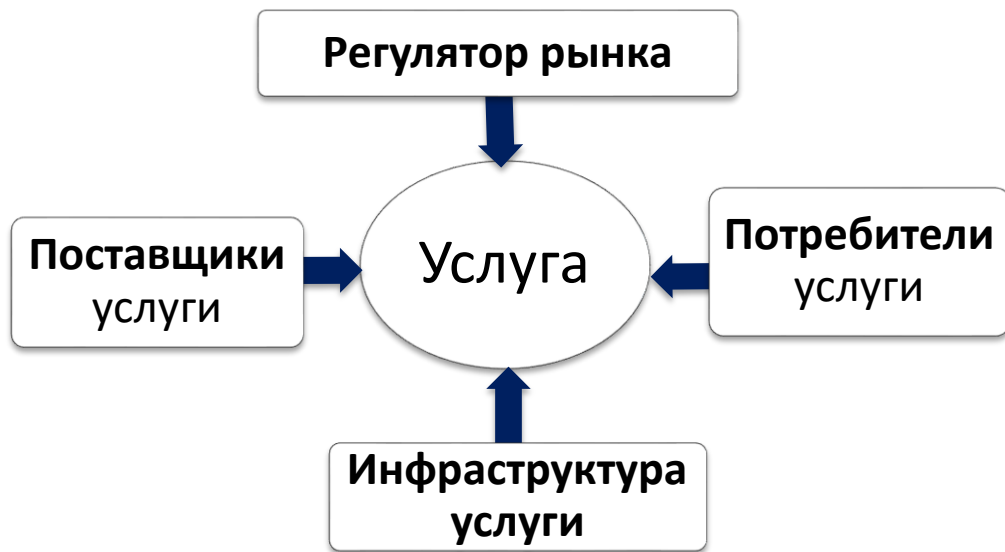 Регулятор рынка
Поставщики
услуги
Услуга
Потребители
услуги
Инфраструктура
услуги